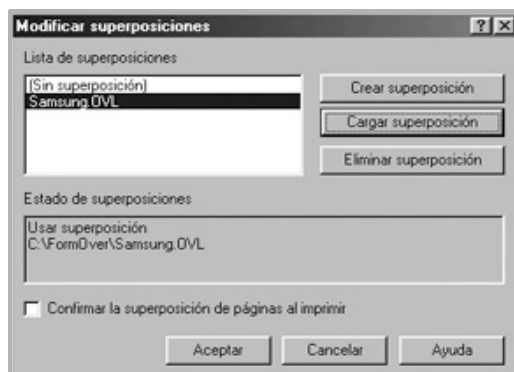 Modificar superposiciones
Lista de superposiciones
(Sin superposición)
Samsung.OVL
Crear superposición
Cargar superposición
Eliminar superposición
Estado de superposiciones
Usar superposición
C:\FormOver\Samsung.OVL
Confirmar la superposición de páginas al imprimir
Aceptar
Cancelar
Ayuda